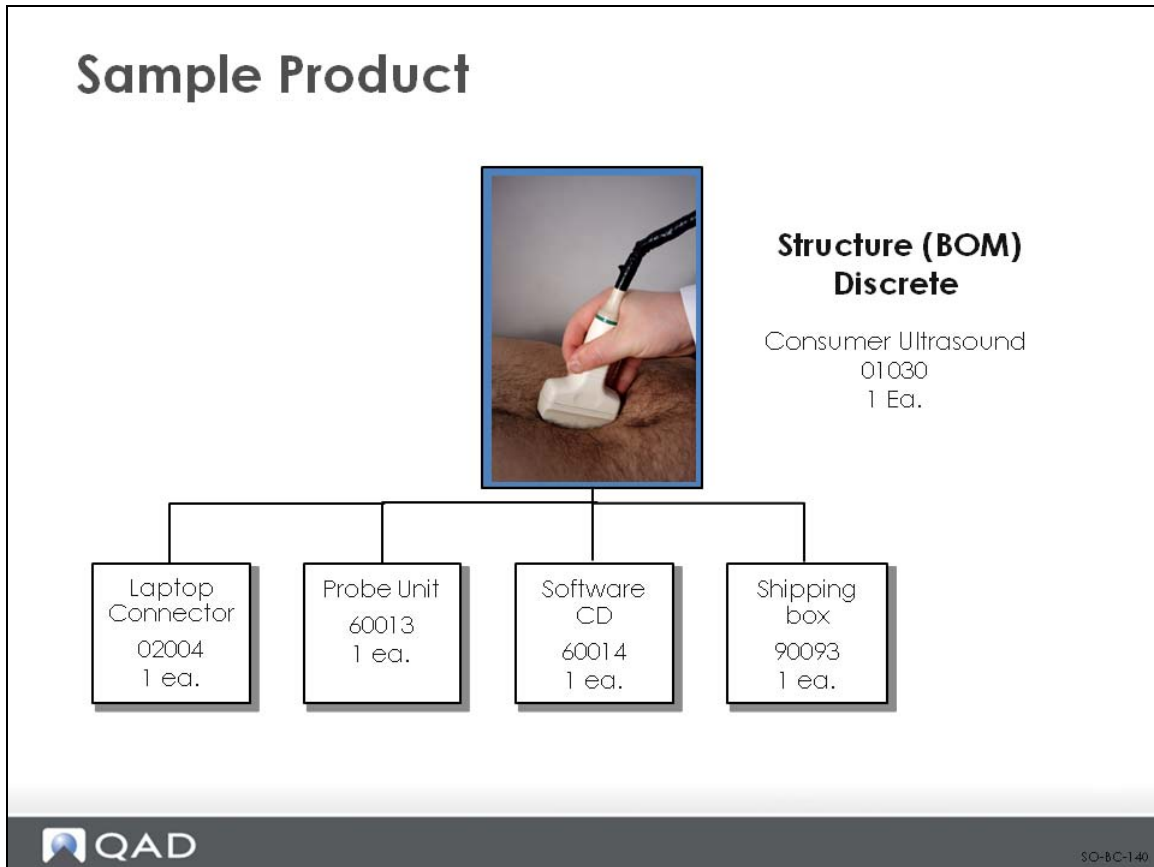 Sample Product
Structure (BOM)
Discrete
Consumer Ultrasound
01030
1 Ea.
Laptop
Connector
02004
1 ea.
Probe Unit
60013
1 ea.
Software
CD
60014
1 ea.
Shipping
box
90093
1 ea.
QAD
SO-BC-140